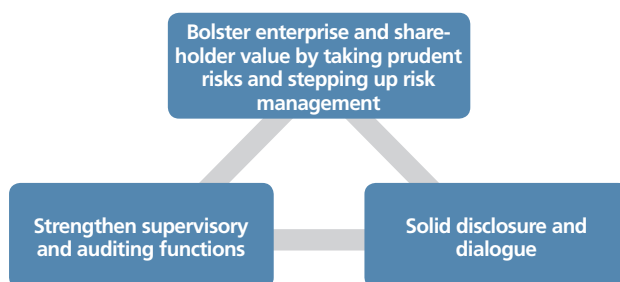 Bolster enterprise and share-
holder value by taking prudent
risks and stepping up risk
management
Strengthen supervisory
and auditing functions
Solid disclosure and
dialogue